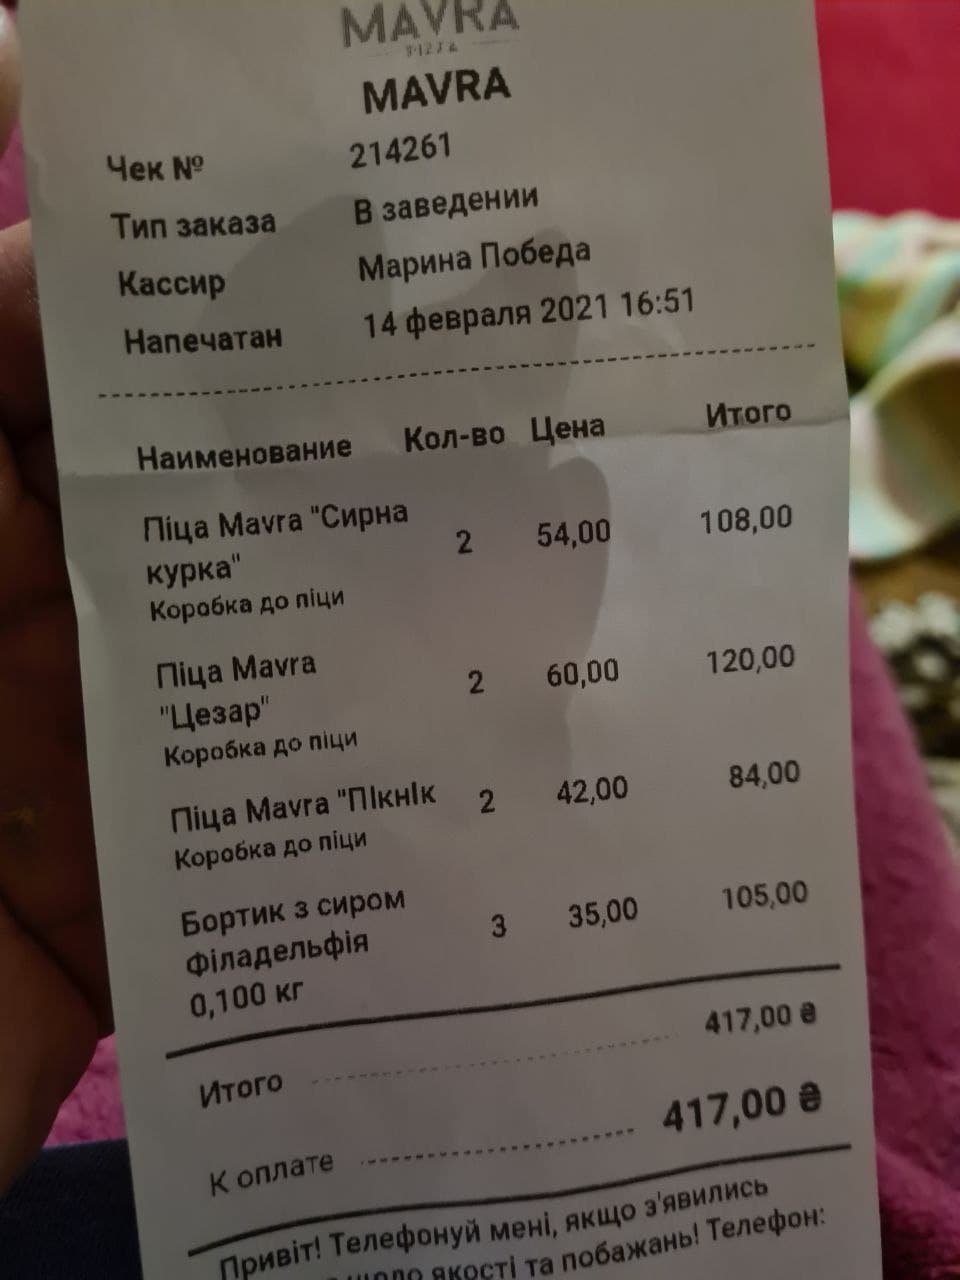 MAVRA
PIZZA
MAVRA
Чек № 214261
Тип заказа В заведении
Кассир Марина Победа
Напечатан 14 февраля 2021 16:51
Наименование Кол-во Цена Итого
Піца Mavra "Сирна 2 54,00 108,00
курка"
Коробка до піци
Піца Mavra 2 60,00 120,00
"Цезар"
Коробка до піци
Піца Mavra "ПІкнІк 2 42,00 84,00
Коробка до піци
Бортик з сиром 3 35,00 105,00
Філадельфія
0,100 кг
Итого 417,00 ₴
К оплате 417,00 ₴
Привіт! Телефонуй мені, якщо з'явились
щодо якості та побажань! Телефон: